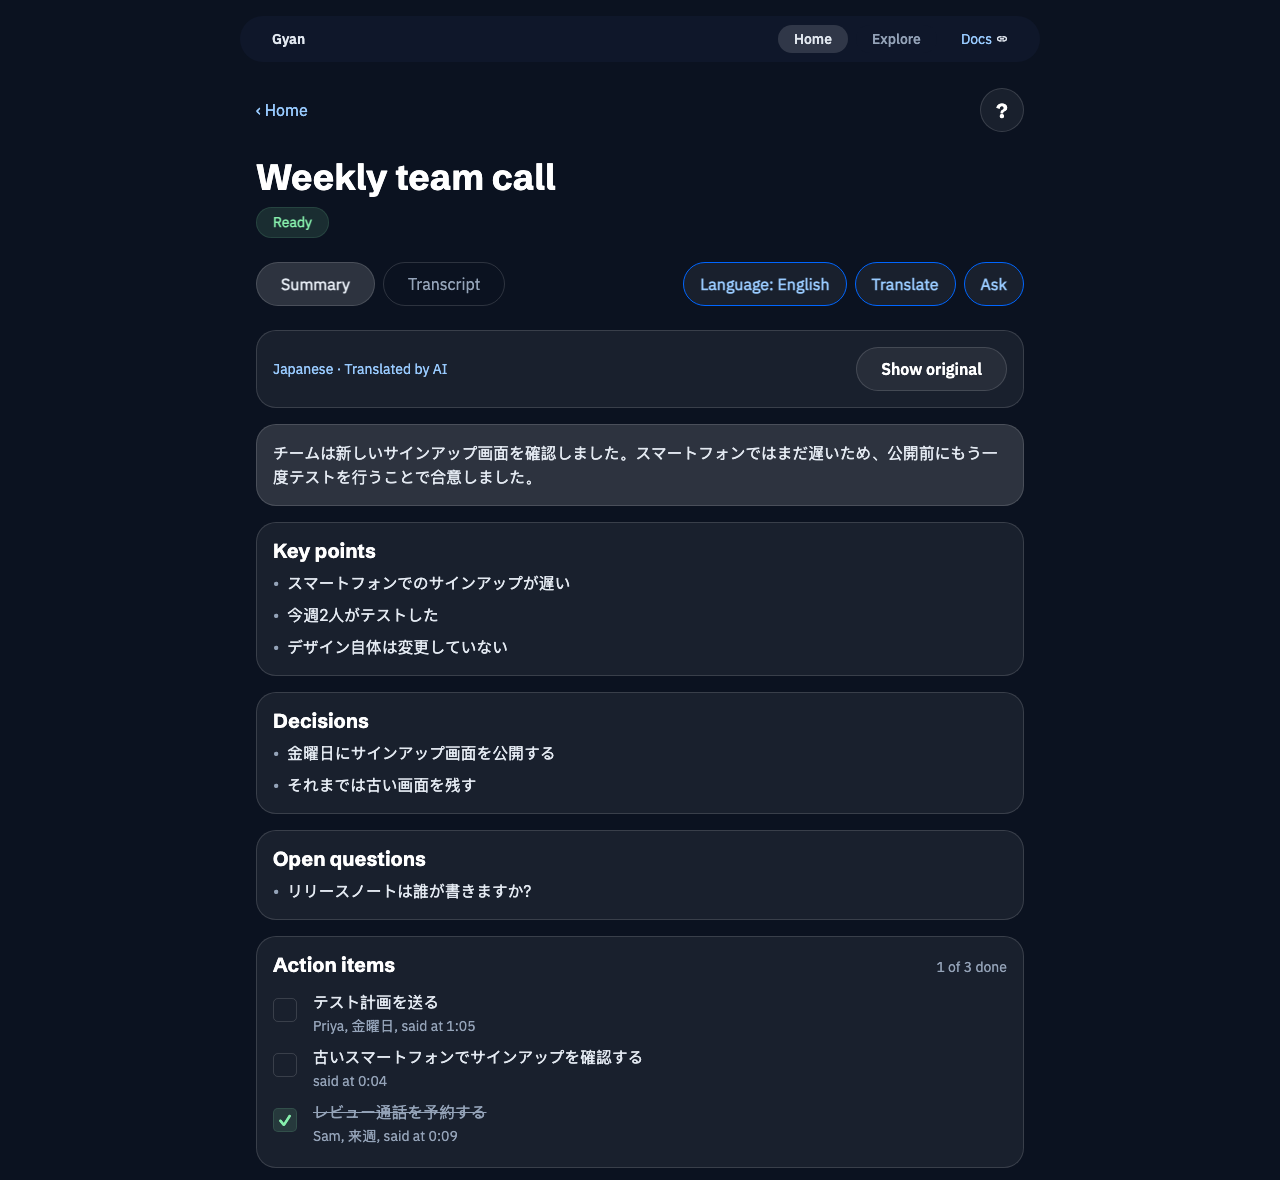 Gyan
Home
Explore
Docs
‹ Home
?
Weekly team call
Ready
Summary
Transcript
Language: English
Translate
Ask
Japanese · Translated by AI
Show original
チームは新しいサインアップ画面を確認しました。スマートフォンではまだ遅いため、公開前にもう一
度テストを行うことで合意しました。
Key points
• スマートフォンでのサインアップが遅い
• 今週2人がテストした
• デザイン自体は変更していない
Decisions
• 金曜日にサインアップ画面を公開する
• それまでは古い画面を残す
Open questions
• リリースノートは誰が書きますか?
Action items
1 of 3 done
テスト計画を送る
Priya, 金曜日, said at 1:05
古いスマートフォンでサインアップを確認する
said at 0:04
レビュー通話を予約する
Sam, 来週, said at 0:09